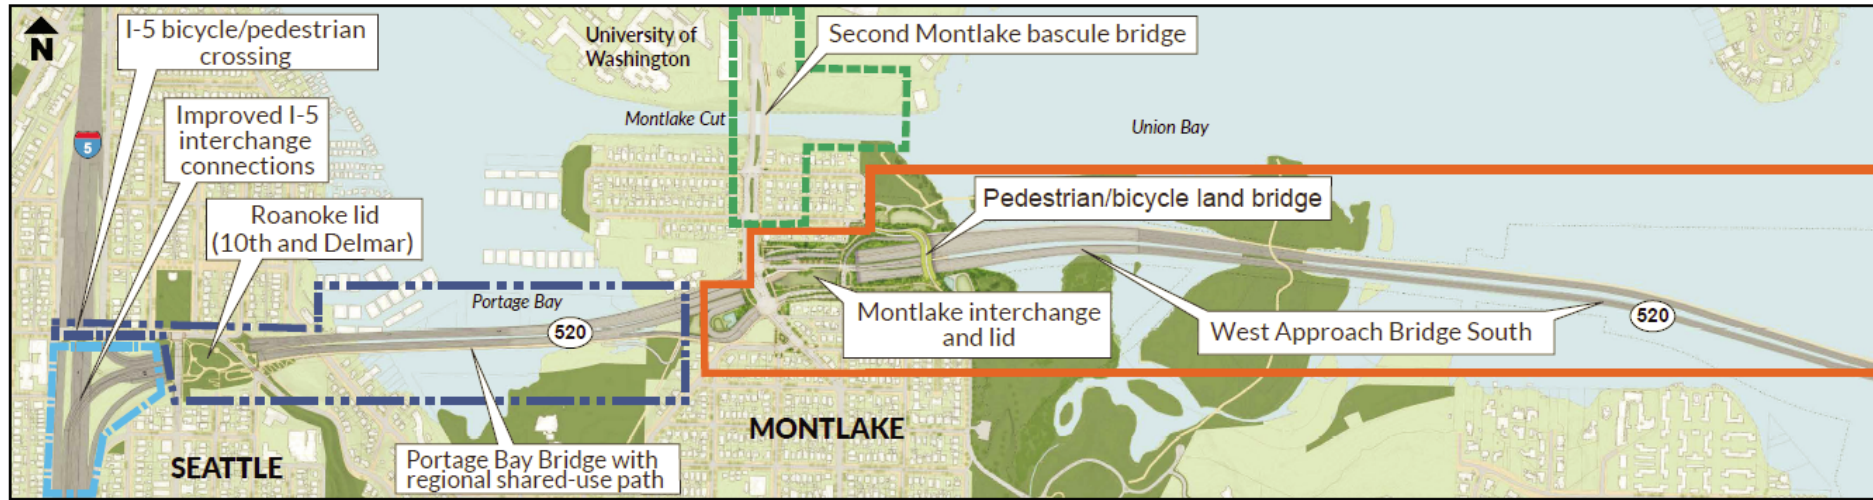 N
I-5 bicycle/pedestrian
crossing
5
Improved I-5
interchange
connections
Roanoke lid
(10th and Delmar)
University of
Washington
Second Montlake bascule bridge
Montlake Cut
Union Bay
Pedestrian/bicycle land bridge
Portage Bay
520
Montlake interchange
and lid
West Approach Bridge South
520
Portage Bay Bridge with
regional shared-use path
SEATTLE
MONTLAKE